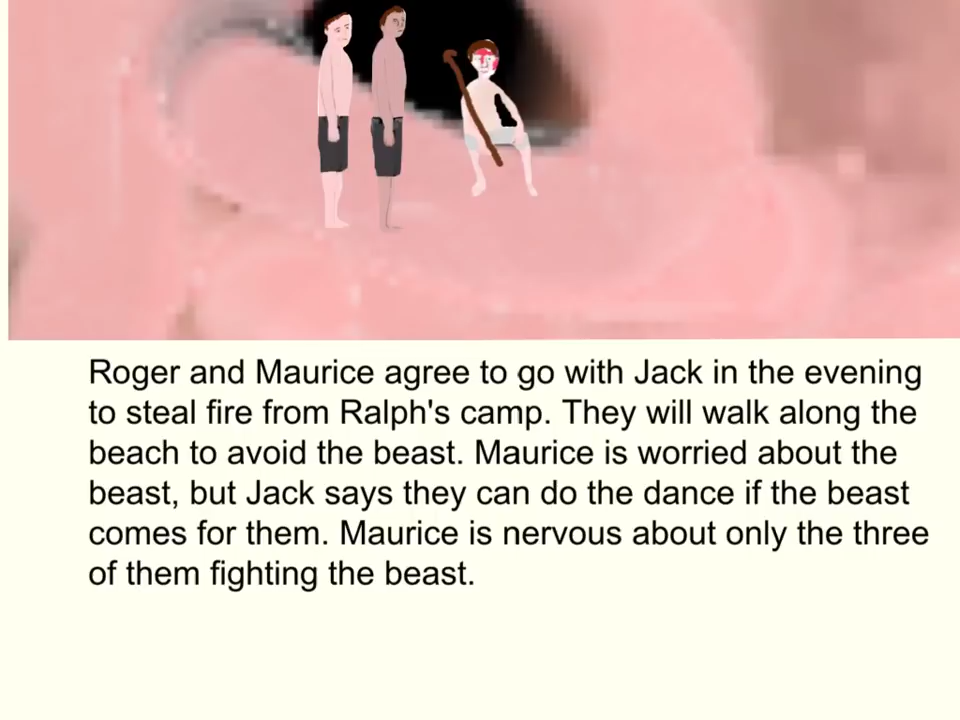 Roger and Maurice agree to go with Jack in the evening
to steal fire from Ralph's camp. They will walk along the
beach to avoid the beast. Maurice is worried about the
beast, but Jack says they can do the dance if the beast
comes for them. Maurice is nervous about only the three
of them fighting the beast.